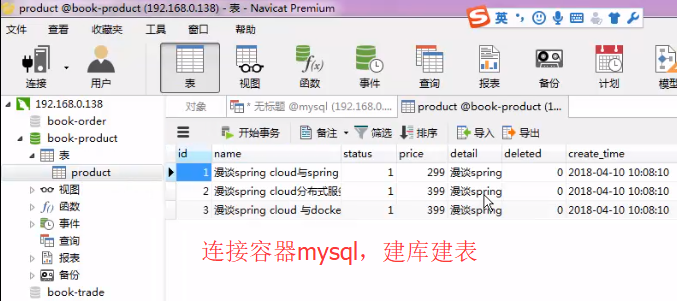 product @book-product (192.168.0.138) - 表 - Navicat Premium
英
文件 查看 收藏夹 工具 窗口 帮助
连接 用户 表 视图 函数 事件 查询 报表 备份 计划 模型
192.168.0.138
book-order
book-product
表
product
视图
函数
事件
查询
报表
备份
book-trade
对象 * 无标题 @mysql (192.168.0.... product @book-product (1...
开始事务 备注 筛选 排序 导入 导出
id name status price detail deleted create_time
1 漫谈spring cloud与spring 1 299 漫谈spring 0 2018-04-10 10:08:10
2 漫谈spring cloud分布式服务 1 399 漫谈spring 0 2018-04-10 10:08:10
3 漫谈spring cloud 与docke 1 399 漫谈spring 0 2018-04-10 10:08:10
连接容器mysql，建库建表